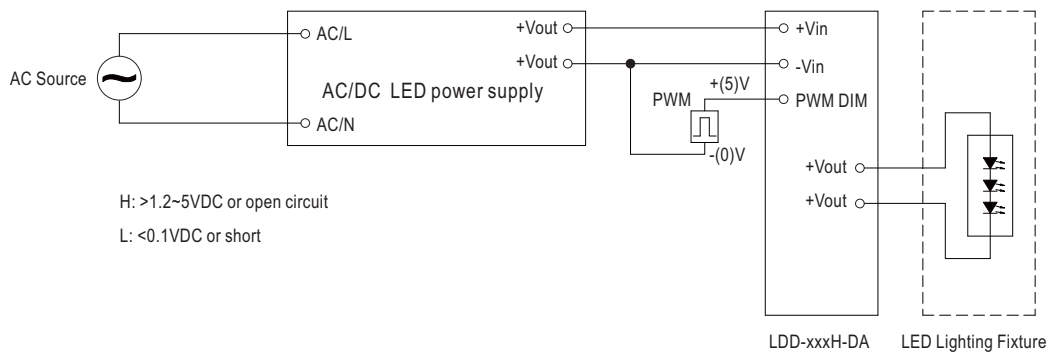 AC Source
AC/L
AC/N
AC/DC LED power supply
+Vout
+Vout
PWM
+(5)V
-(0)V
+Vin
-Vin
PWM DIM
+Vout
+Vout
H: >1.2~5VDC or open circuit
L: <0.1VDC or short
LDD-xxxH-DA
LED Lighting Fixture